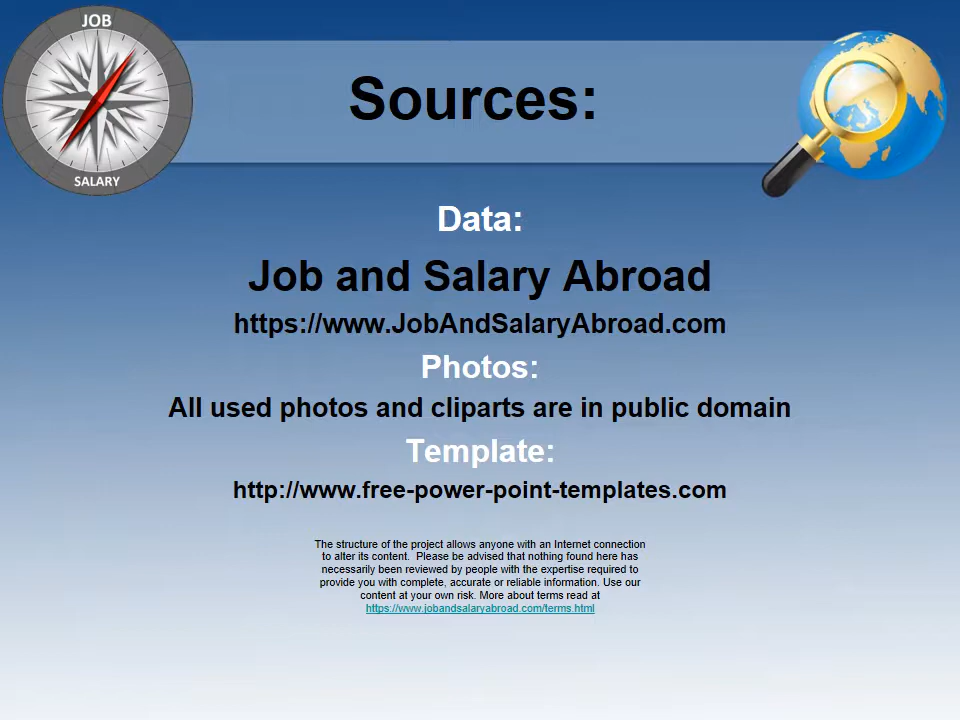 JOB
SALARY
Sources:
Data:
Job and Salary Abroad
https://www.JobAndSalaryAbroad.com
Photos:
All used photos and cliparts are in public domain
Template:
http://www.free-power-point-templates.com
The structure of the project allows anyone with an Internet connection
to alter its content.  Please be advised that nothing found here has
necessarily been reviewed by people with the expertise required to
provide you with complete, accurate or reliable information. Use our
content at your own risk. More about terms read at
https://www.jobandsalaryabroad.com/terms.html